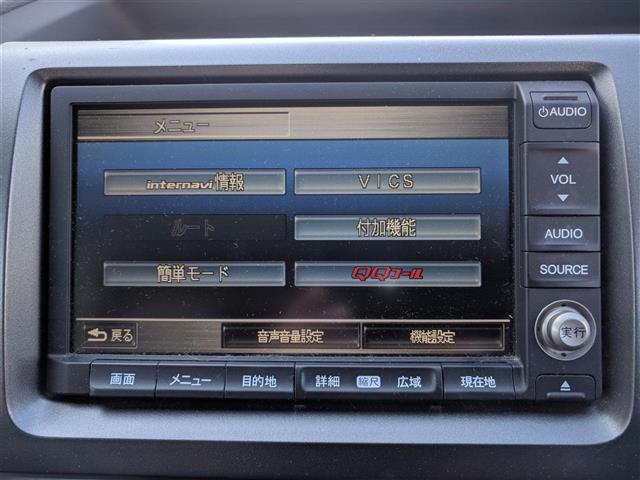 メニュー
internavi情報
VICS
ルート
付加機能
簡単モード
QQコール
戻る
音声音量設定
機能設定
画面
メニュー
目的地
詳細
縮尺
広域
現在地
AUDIO
VOL
AUDIO
SOURCE
実行